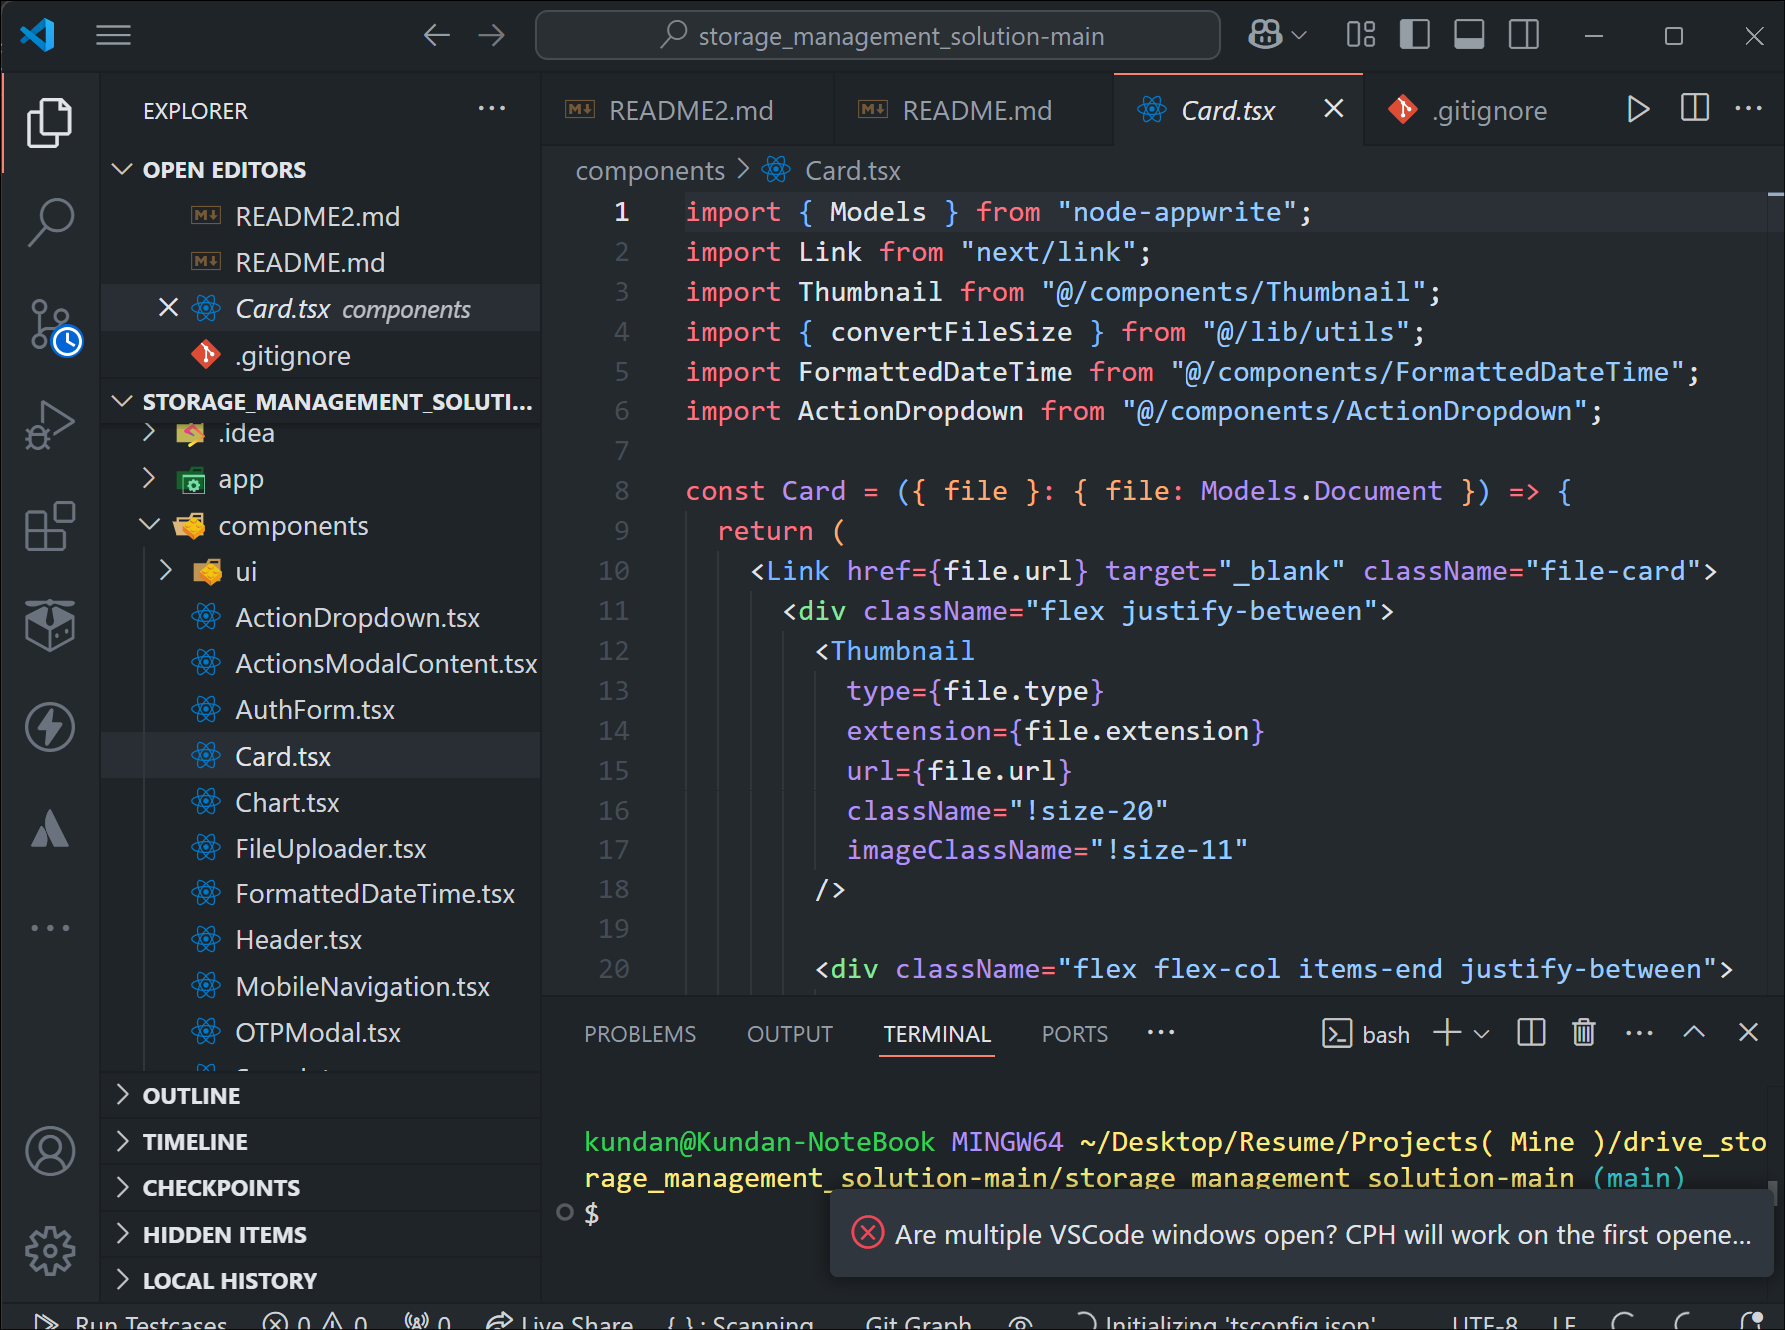 storage_management_solution-main
EXPLORER
OPEN EDITORS
README2.md
README.md
Card.tsx components
.gitignore
STORAGE_MANAGEMENT_SOLUTI...
.idea
app
components
ui
ActionDropdown.tsx
ActionsModalContent.tsx
AuthForm.tsx
Card.tsx
Chart.tsx
FileUploader.tsx
FormattedDateTime.tsx
Header.tsx
MobileNavigation.tsx
OTPModal.tsx
OUTLINE
TIMELINE
CHECKPOINTS
HIDDEN ITEMS
LOCAL HISTORY
README2.md README.md Card.tsx .gitignore
components > Card.tsx
1 import { Models } from "node-appwrite";
2 import Link from "next/link";
3 import Thumbnail from "@/components/Thumbnail";
4 import { convertFileSize } from "@/lib/utils";
5 import FormattedDateTime from "@/components/FormattedDateTime";
6 import ActionDropdown from "@/components/ActionDropdown";
7
8 const Card = ({ file }: { file: Models.Document }) => {
9 return (
10 <Link href={file.url} target="_blank" className="file-card">
11 <div className="flex justify-between">
12 <Thumbnail
13 type={file.type}
14 extension={file.extension}
15 url={file.url}
16 className="!size-20"
17 imageClassName="!size-11"
18 />
19
20 <div className="flex flex-col items-end justify-between">
PROBLEMS OUTPUT TERMINAL PORTS bash
kundan@Kundan-NoteBook MINGW64 ~/Desktop/Resume/Projects( Mine )/drive_sto
rage_management_solution-main/storage_management_solution-main (main)
$
Are multiple VSCode windows open? CPH will work on the first opene...
Run Testcases 0 0 0 Live Share { } : Scanning Git Graph Initializing 'tsconfig.json' UTF-8 LF